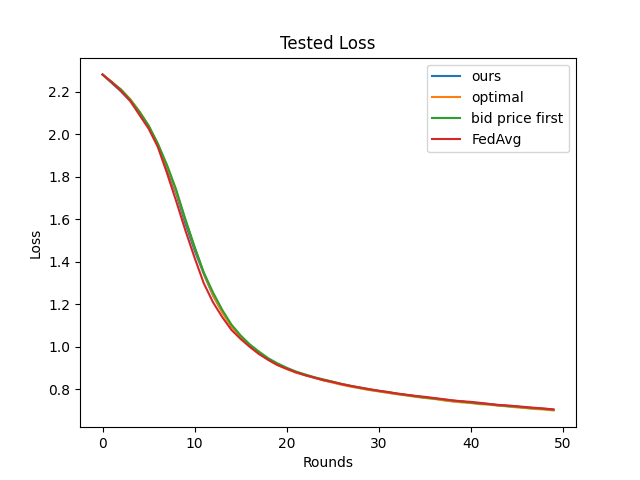 Tested Loss
ours
optimal
bid price first
FedAvg
2.2
2.0
1.8
1.6
1.4
1.2
1.0
0.8
Loss
0 10 20 30 40 50
Rounds